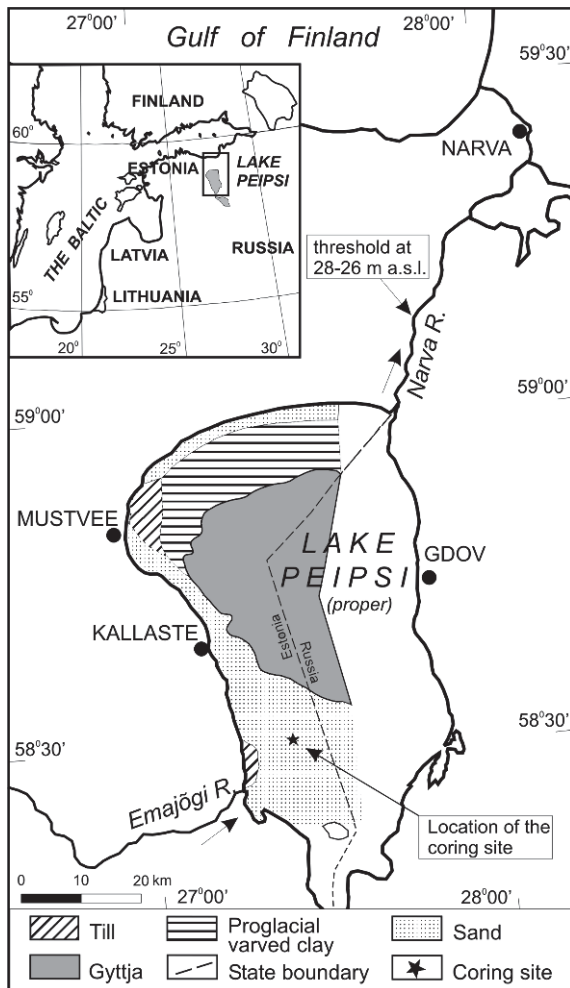 27°00'
28°00'
Gulf of Finland
59°30'
FINLAND
60°
NARVA
ESTONIA
LAKE
PEIPSI
THE BALTIC
threshold at
28-26 m a.s.l.
RUSSIA
LATVIA
55°
LITHUANIA
20°
25°
30°
Narva R.
59°00'
59°00'
MUSTVEE
LAKE
PEIPSI
(proper)
GDOV
KALLASTE
Estonia
Russia
58°30'
58°30'
Emajõgi R.
Location of the
coring site
0 10 20 km
27°00'
28°00'
Till
Proglacial
varved clay
Sand
Gyttja
State boundary
Coring site